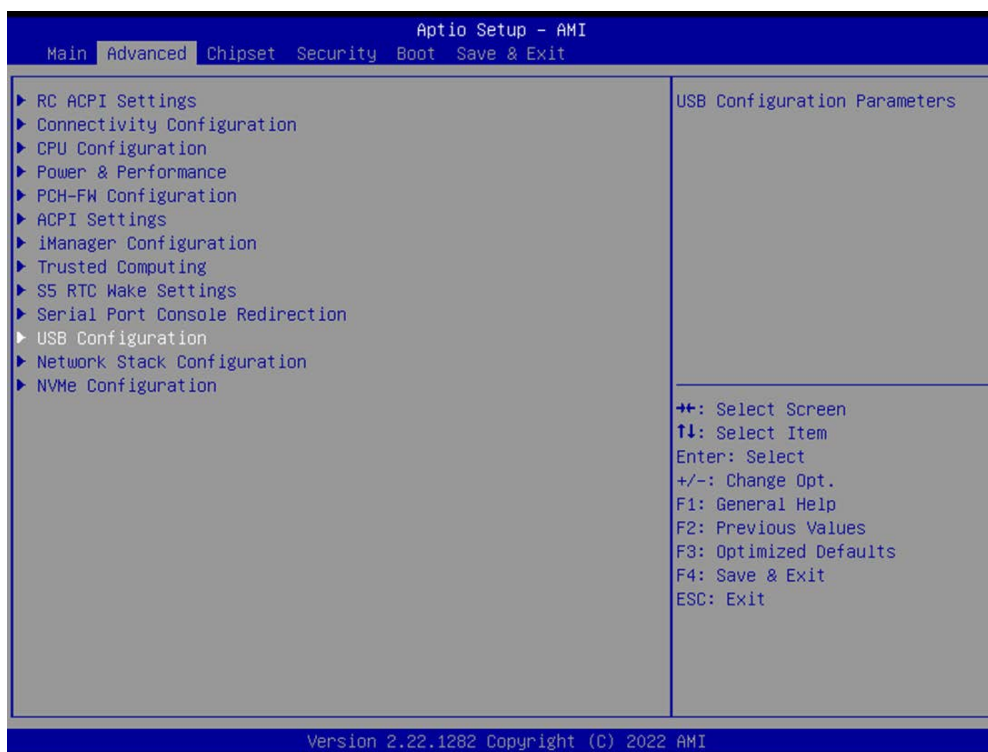 Aptio Setup - AMI
Main Advanced Chipset Security Boot Save & Exit
▶ RC ACPI Settings
▶ Connectivity Configuration
▶ CPU Configuration
▶ Power & Performance
▶ PCH-FW Configuration
▶ ACPI Settings
▶ iManager Configuration
▶ Trusted Computing
▶ S5 RTC Wake Settings
▶ Serial Port Console Redirection
▶ USB Configuration
▶ Network Stack Configuration
▶ NVMe Configuration
USB Configuration Parameters
→←: Select Screen
↑↓: Select Item
Enter: Select
+/-: Change Opt.
F1: General Help
F2: Previous Values
F3: Optimized Defaults
F4: Save & Exit
ESC: Exit
Version 2.22.1282 Copyright (C) 2022 AMI